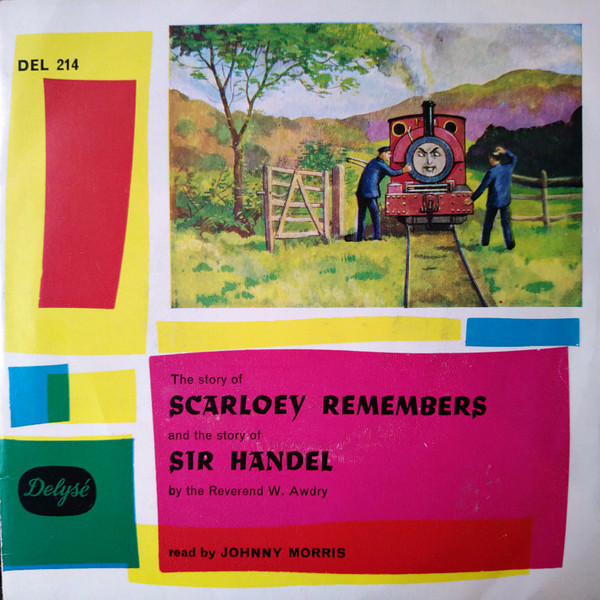 DEL 214
The story of
SCARLOEY REMEMBERS
and the story of
SIR HANDEL
by the Reverend W. Awdry
Delysé
read by JOHNNY MORRIS